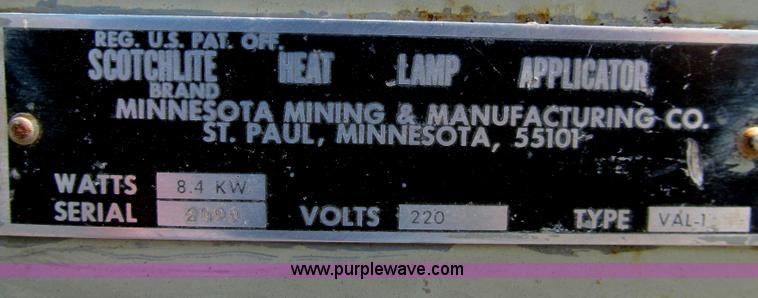 REG. U.S. PAT. OFF.
SCOTCHLITE HEAT LAMP APPLICATOR
BRAND
MINNESOTA MINING & MANUFACTURING CO.
ST. PAUL, MINNESOTA, 55101
WATTS 8.4 KW
SERIAL VOLTS 220 TYPE VAL-1
www.purplewave.com